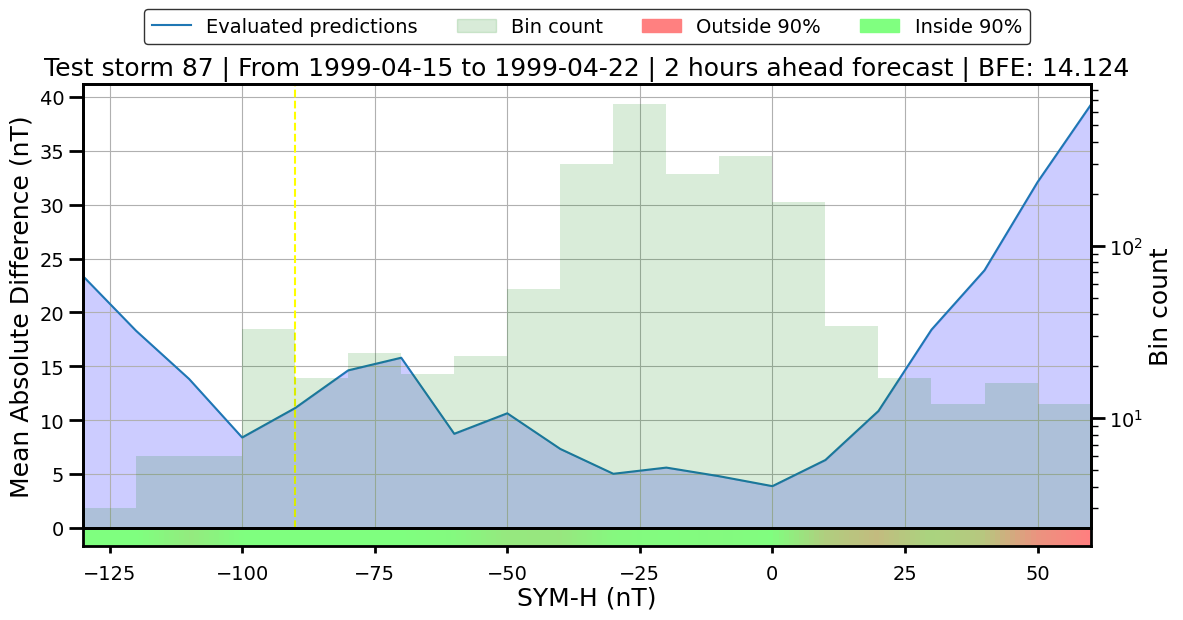 Evaluated predictions Bin count Outside 90% Inside 90%
Test storm 87 | From 1999-04-15 to 1999-04-22 | 2 hours ahead forecast | BFE: 14.124
Mean Absolute Difference (nT)
40
35
30
25
20
15
10
5
0
10²
10¹
Bin count
−125 −100 −75 −50 −25 0 25 50
SYM-H (nT)